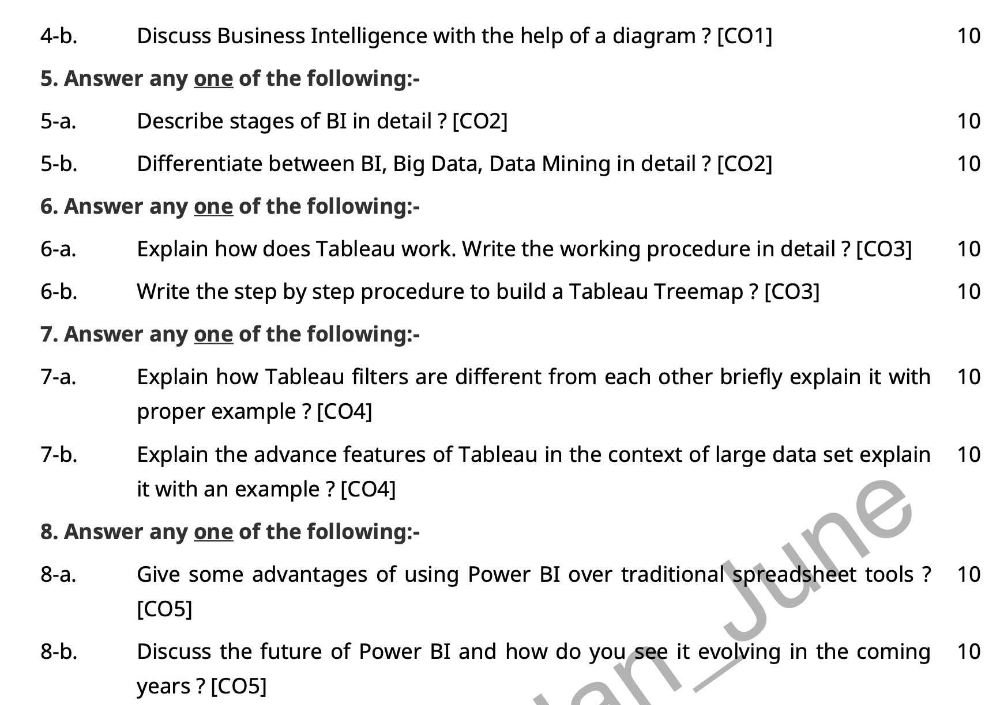 4-b. Discuss Business Intelligence with the help of a diagram ? [CO1] 10
5. Answer any one of the following:-
5-a. Describe stages of BI in detail ? [CO2] 10
5-b. Differentiate between BI, Big Data, Data Mining in detail ? [CO2] 10
6. Answer any one of the following:-
6-a. Explain how does Tableau work. Write the working procedure in detail ? [CO3] 10
6-b. Write the step by step procedure to build a Tableau Treemap ? [CO3] 10
7. Answer any one of the following:-
7-a. Explain how Tableau filters are different from each other briefly explain it with 10
proper example ? [CO4]
7-b. Explain the advance features of Tableau in the context of large data set explain 10
it with an example ? [CO4]
8. Answer any one of the following:-
8-a. Give some advantages of using Power BI over traditional spreadsheet tools ? 10
[CO5]
8-b. Discuss the future of Power BI and how do you see it evolving in the coming 10
years ? [CO5]
Jan_June